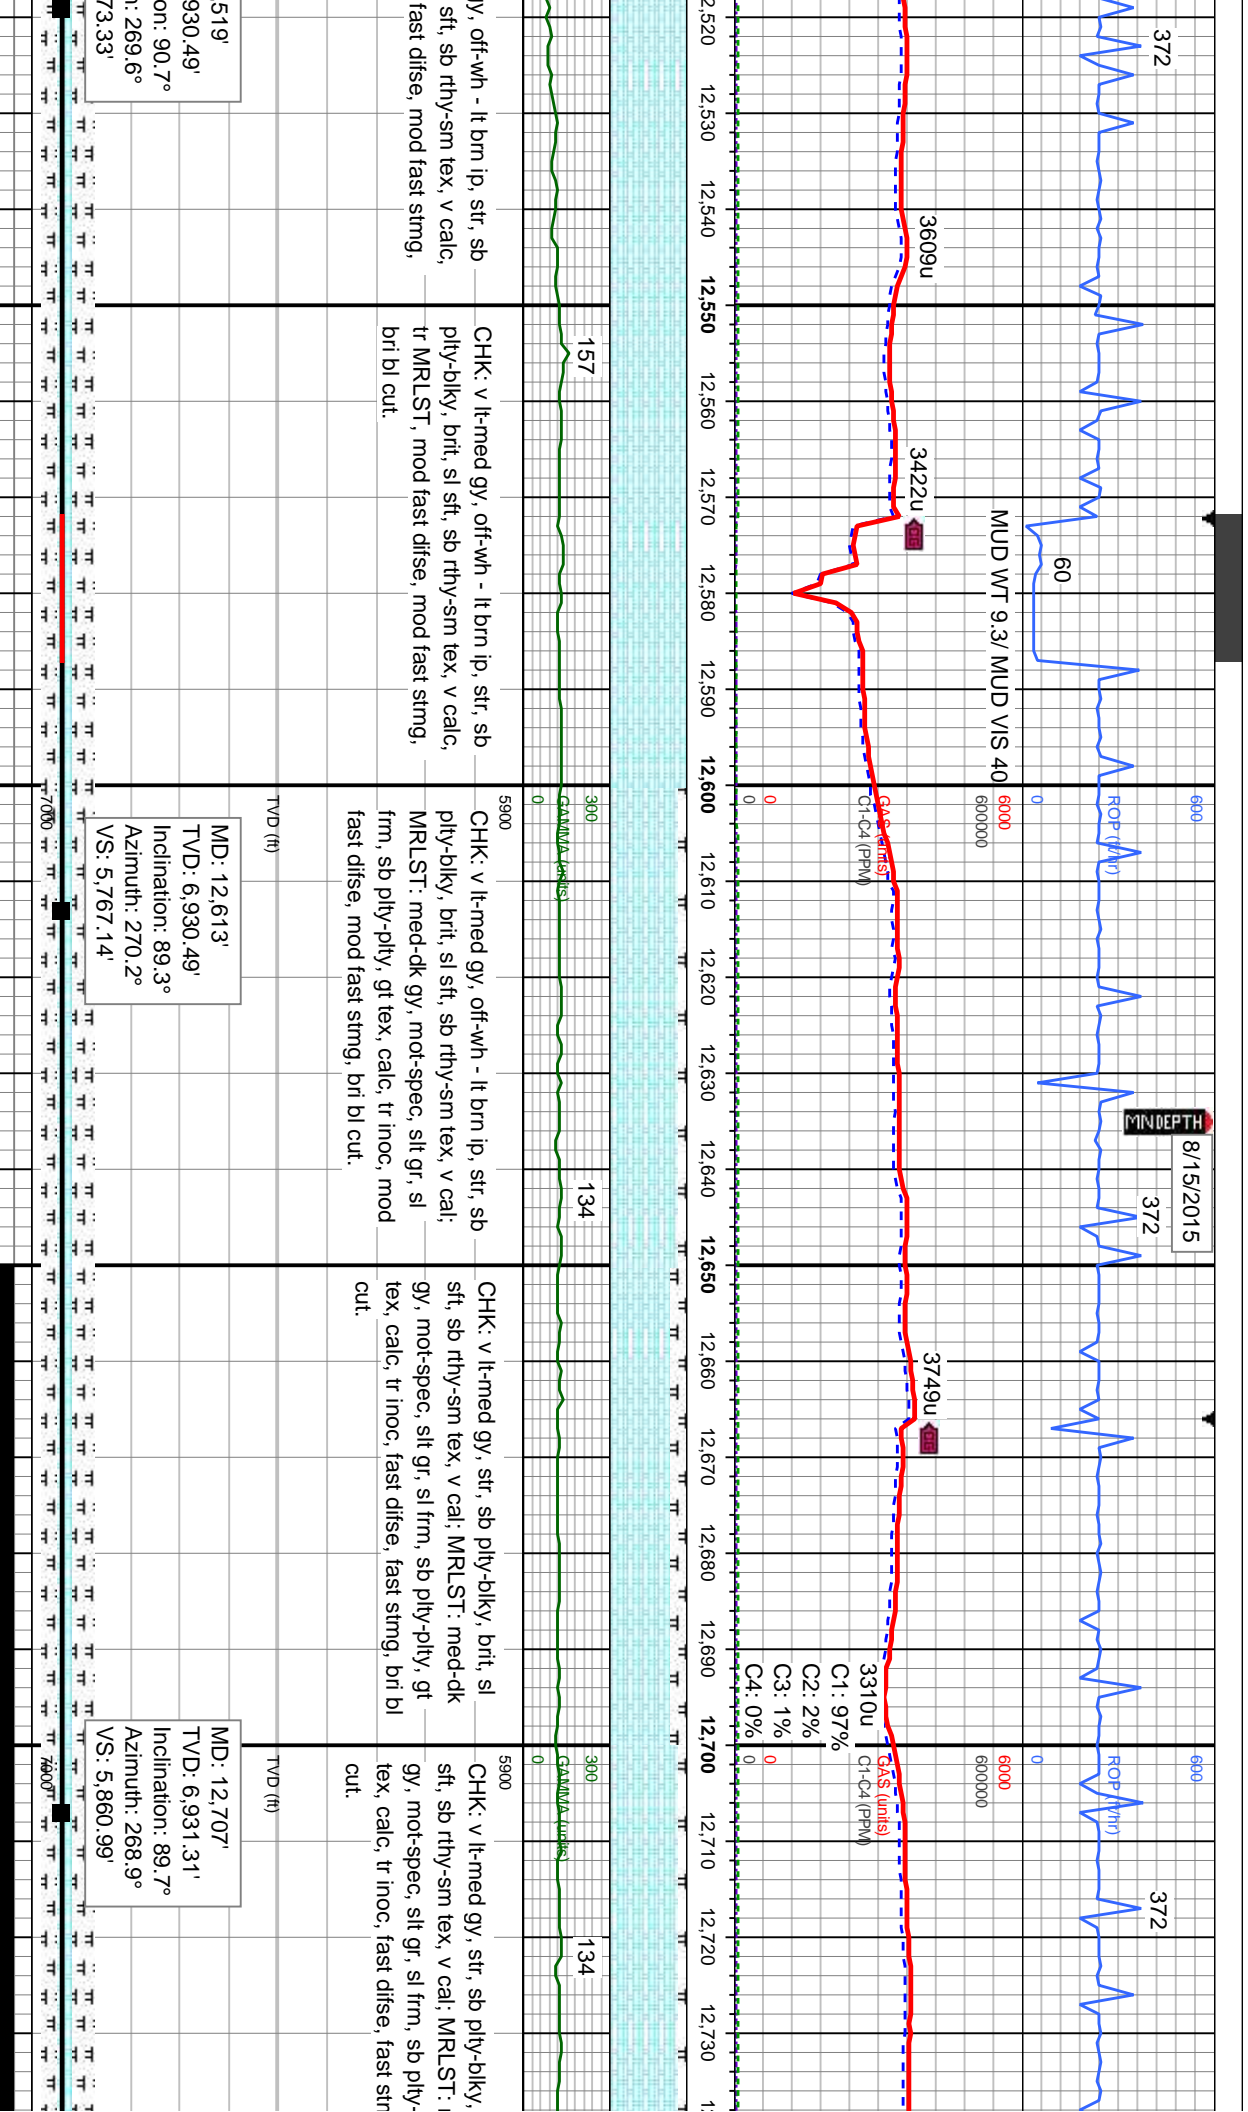 372
372
372
60
8/15/2015
MNDEPTH
600
ROP (ft/hr)
0
600
ROP (ft/hr)
0
MUD WT 9.3/ MUD VIS 40
6000
600000
GAS (units)
C1-C4 (PPM)
0
0
6000
600000
GAS (units)
C1-C4 (PPM)
0
0
3609u
3422u
3749u
3310u
C1: 97%
C2: 2%
C3: 1%
C4: 0%
12,530
12,540
12,550
12,560
12,570
12,580
12,590
12,600
12,610
12,620
12,630
12,640
12,650
12,660
12,670
12,680
12,690
12,700
12,710
12,720
12,730
157
134
134
300
GAMMA (units)
0
300
GAMMA (units)
0
gy, off-wh - lt brn ip, str, sb
sft, sb rthy-sm tex, v calc,
fast difse, mod fast stmg,
CHK: v lt-med gy, off-wh - lt brn ip, str, sb
plty-blky, brit, sl sft, sb rthy-sm tex, v calc,
tr MRLST, mod fast difse, mod fast stmg,
bri bl cut.
CHK: v lt-med gy, off-wh - lt brn ip, str, sb
plty-blky, brit, sl sft, sb rthy-sm tex, v cal;
MRLST: med-dk gy, mot-spec, slt gr, sl
frm, sb plty-plty, gt tex, calc, tr inoc, mod
fast difse, mod fast stmg, bri bl cut.
CHK: v lt-med gy, str, sb plty-blky, brit, sl
sft, sb rthy-sm tex, v cal; MRLST: med-dk
gy, mot-spec, slt gr, sl frm, sb plty-plty, gt
tex, calc, tr inoc, fast difse, fast stmg, bri bl
cut.
CHK: v lt-med gy, str, sb plty-blky,
sft, sb rthy-sm tex, v cal; MRLST:
gy, mot-spec, slt gr, sl frm, sb plty-
tex, calc, tr inoc, fast difse, fast
cut.
5900
TVD (ft)
7000
5900
TVD (ft)
7000
519'
930.49'
on: 90.7°
269.6°
73.33'
MD: 12,613'
TVD: 6,930.49'
Inclination: 89.3°
Azimuth: 270.2°
VS: 5,767.14'
MD: 12,707'
TVD: 6,931.31'
Inclination: 89.7°
Azimuth: 268.9°
VS: 5,860.99'